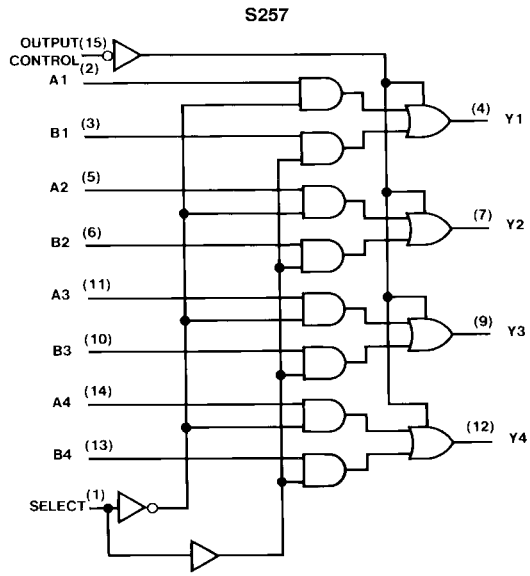 S257
OUTPUT (15)
CONTROL
(2)
A1
(3)
B1
(4)
Y1
(5)
A2
(6)
B2
(7)
Y2
(11)
A3
(10)
B3
(9)
Y3
(14)
A4
(13)
B4
(12)
Y4
SELECT (1)